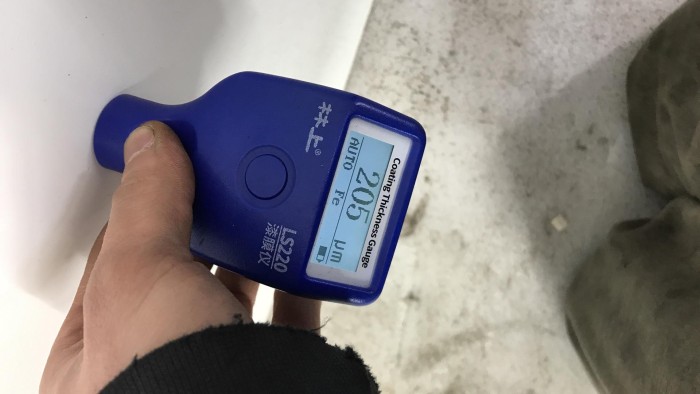 Coating Thickness Gauge
205
AUTO Fe μm
林上®
LS220
漆膜仪